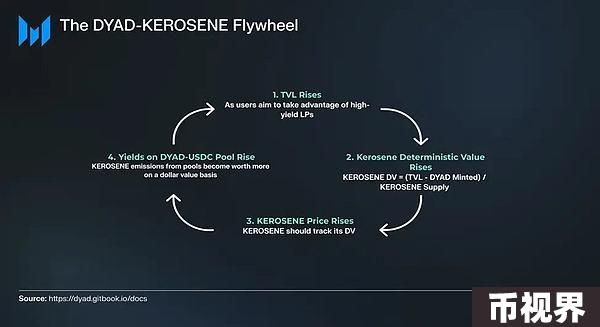 The DYAD-KEROSENE Flywheel
1. TVL Rises
As users aim to take advantage of high-
yield LPs
2. Kerosene Deterministic Value
Rises
KEROSENE DV = (TVL - DYAD Minted) /
KEROSENE Supply
3. KEROSENE Price Rises
KEROSENE should track its DV
4. Yields on DYAD-USDC Pool Rise
KEROSENE emissions from pools become worth more
on a dollar value basis
Source: https://dyad.gitbook.io/docs
币视界